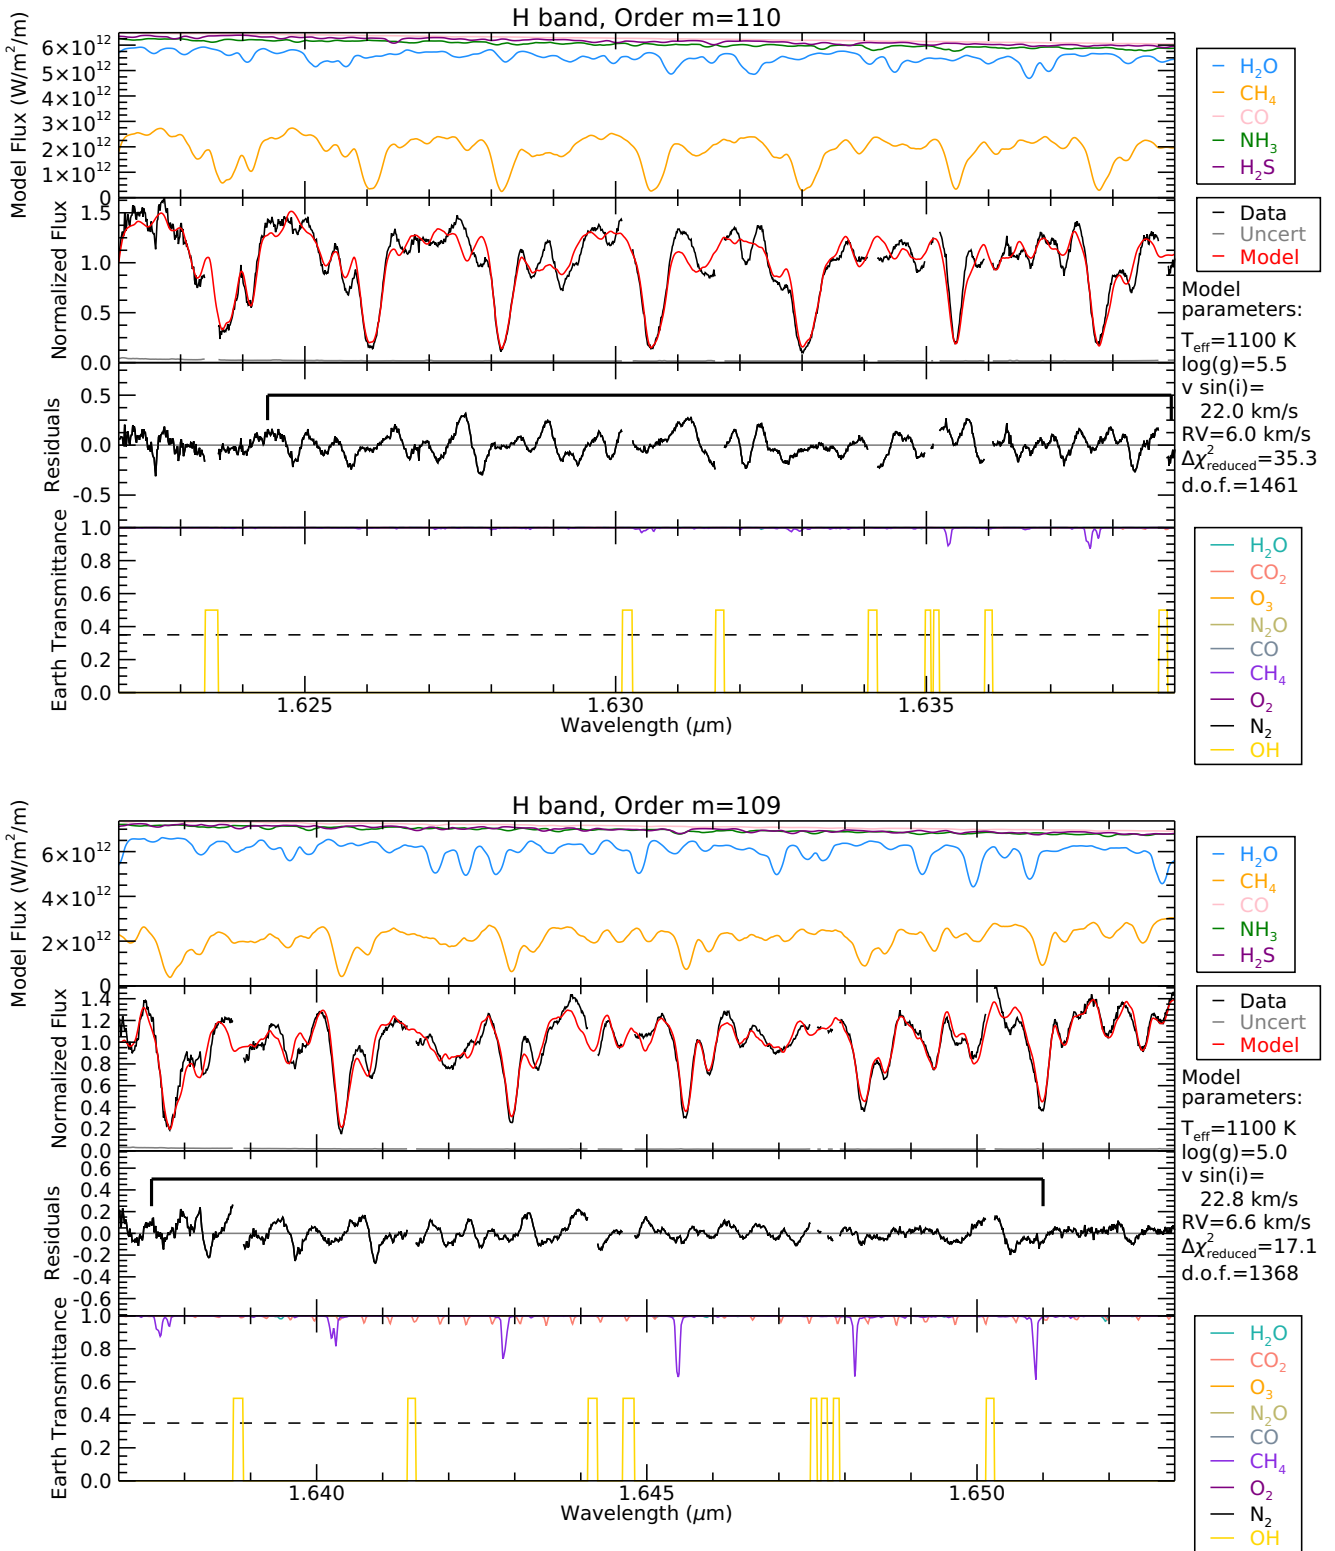 H band, Order m=110
Model Flux (W/m²/m)
6×10¹²
5×10¹²
4×10¹²
3×10¹²
2×10¹²
1×10¹²
0
H₂O
CH₄
CO
NH₃
H₂S
Normalized Flux
1.5
1.0
0.5
0.0
Data
Uncert
Model
Model
parameters:
T_eff=1100 K
log(g)=5.5
v sin(i)=
22.0 km/s
RV=6.0 km/s
Δχ²_reduced=35.3
d.o.f.=1461
Residuals
0.5
0.0
-0.5
Earth Transmittance
1.0
0.8
0.6
0.4
0.2
0.0
H₂O
CO₂
O₃
N₂O
CO
CH₄
O₂
N₂
OH
1.625 1.630 1.635
Wavelength (μm)
H band, Order m=109
Model Flux (W/m²/m)
6×10¹²
4×10¹²
2×10¹²
0
H₂O
CH₄
CO
NH₃
H₂S
Normalized Flux
1.4
1.2
1.0
0.8
0.6
0.4
0.2
0.0
Data
Uncert
Model
Model
parameters:
T_eff=1100 K
log(g)=5.0
v sin(i)=
22.8 km/s
RV=6.6 km/s
Δχ²_reduced=17.1
d.o.f.=1368
Residuals
0.6
0.4
0.2
0.0
-0.2
-0.4
-0.6
Earth Transmittance
1.0
0.8
0.6
0.4
0.2
0.0
H₂O
CO₂
O₃
N₂O
CO
CH₄
O₂
N₂
OH
1.640 1.645 1.650
Wavelength (μm)